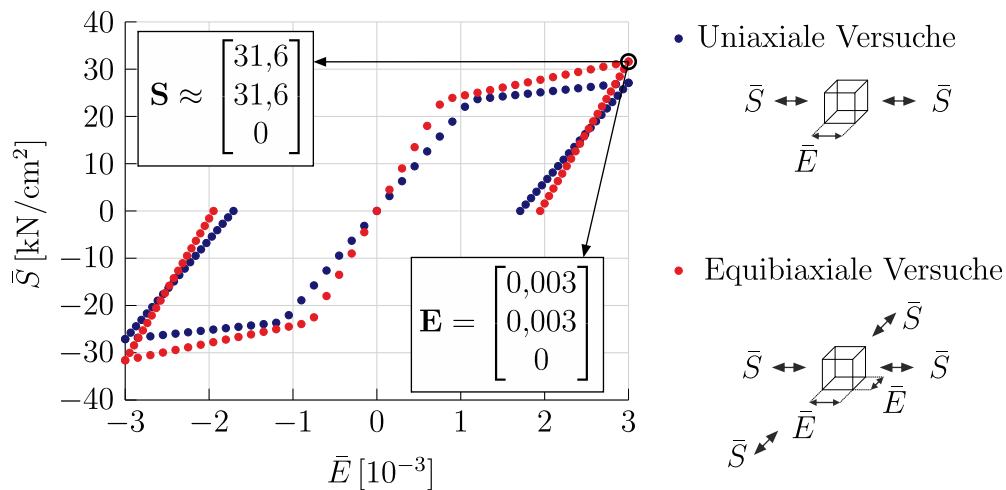 40
30
20
10
0
−10
−20
−30
−40
S̄ [kN/cm²]
−3
−2
−1
0
1
2
3
Ē [10⁻³]
S ≈ [31,6
31,6
0]
E = [0,003
0,003
0]
Uniaxiale Versuche
S̄ S̄
Ē
Equibiaxiale Versuche
S̄
S̄ S̄
Ē Ē
S̄